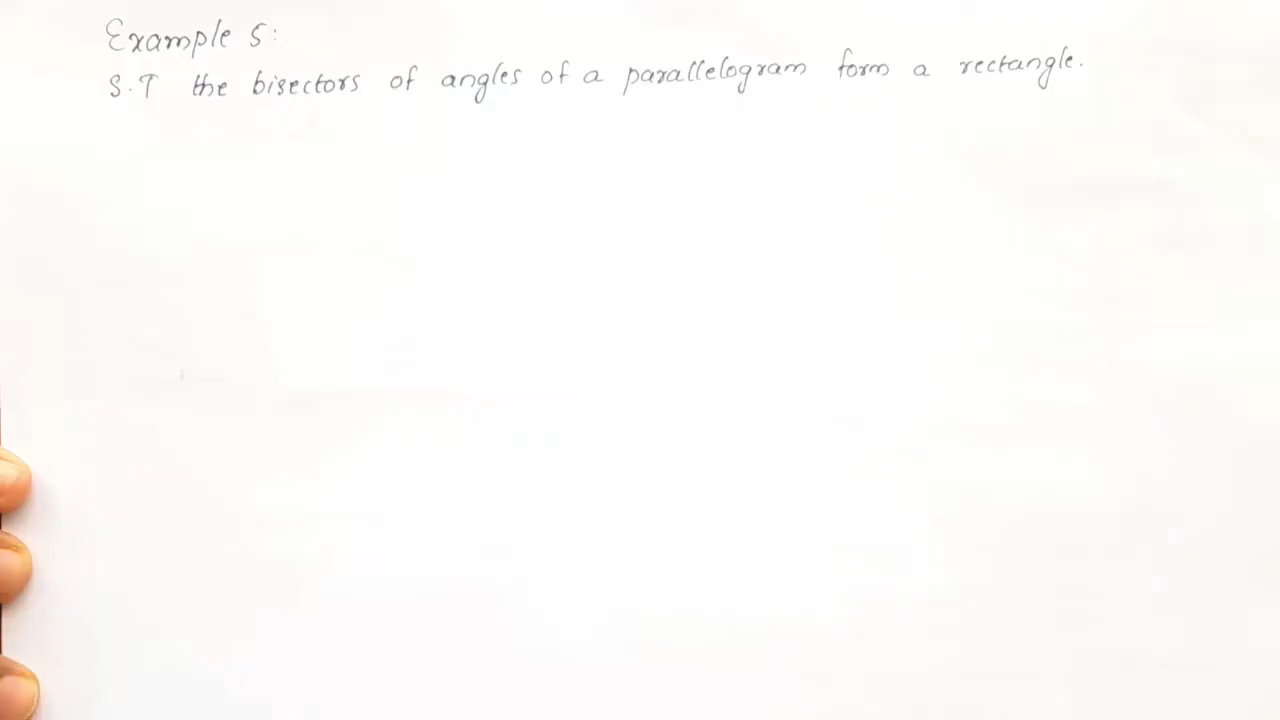 Example 5:
S.T the bisectors of angles of a parallelogram form a rectangle.